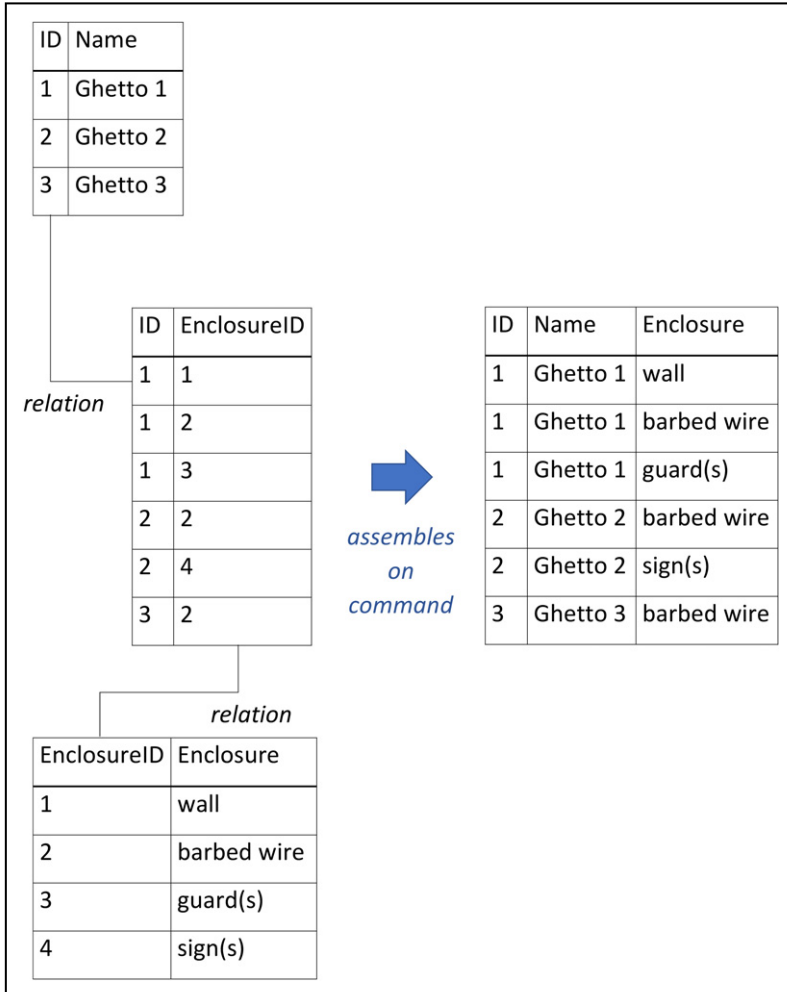 ID Name
1 Ghetto 1
2 Ghetto 2
3 Ghetto 3
relation
ID EnclosureID
1 1
1 2
1 3
2 2
2 4
3 2
relation
EnclosureID Enclosure
1 wall
2 barbed wire
3 guard(s)
4 sign(s)
assembles
on
command
ID Name Enclosure
1 Ghetto 1 wall
1 Ghetto 1 barbed wire
1 Ghetto 1 guard(s)
2 Ghetto 2 barbed wire
2 Ghetto 2 sign(s)
3 Ghetto 3 barbed wire